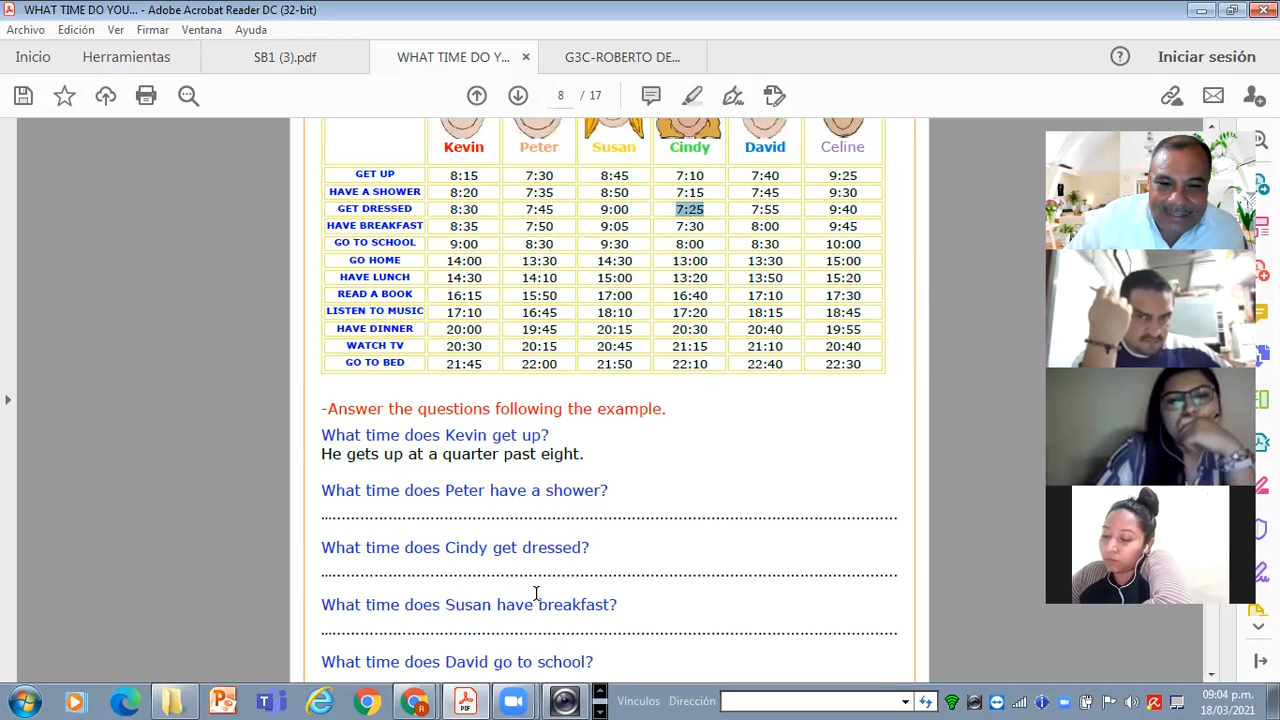 WHAT TIME DO YOU... - Adobe Acrobat Reader DC (32-bit)
Archivo Edición Ver Firmar Ventana Ayuda
Inicio Herramientas SB1 (3).pdf WHAT TIME DO Y... × G3C-ROBERTO DE... Iniciar sesión
8 / 17
Kevin Peter Susan Cindy David Celine
GET UP 8:15 7:30 8:45 7:10 7:40 9:25
HAVE A SHOWER 8:20 7:35 8:50 7:15 7:45 9:30
GET DRESSED 8:30 7:45 9:00 7:25 7:55 9:40
HAVE BREAKFAST 8:35 7:50 9:05 7:30 8:00 9:45
GO TO SCHOOL 9:00 8:30 9:30 8:00 8:30 10:00
GO HOME 14:00 13:30 14:30 13:00 13:30 15:00
HAVE LUNCH 14:30 14:10 15:00 13:20 13:50 15:20
READ A BOOK 16:15 15:50 17:00 16:40 17:10 17:30
LISTEN TO MUSIC 17:10 16:45 18:10 17:20 18:15 18:45
HAVE DINNER 20:00 19:45 20:15 20:30 20:40 19:55
WATCH TV 20:30 20:15 20:45 21:15 21:10 20:40
GO TO BED 21:45 22:00 21:50 22:10 22:40 22:30
-Answer the questions following the example.
What time does Kevin get up?
He gets up at a quarter past eight.
What time does Peter have a shower?
What time does Cindy get dressed?
What time does Susan have breakfast?
What time does David go to school?
Vínculos Dirección 09:04 p.m.
18/03/2021